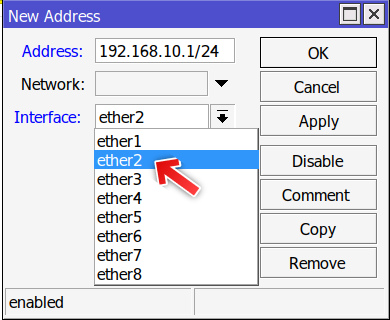 New Address
Address: 192.168.10.1/24
OK
Network:
Cancel
Interface: ether2
Apply
ether1
ether2
Disable
ether3
ether4
Comment
ether5
Copy
ether6
ether7
Remove
ether8
enabled